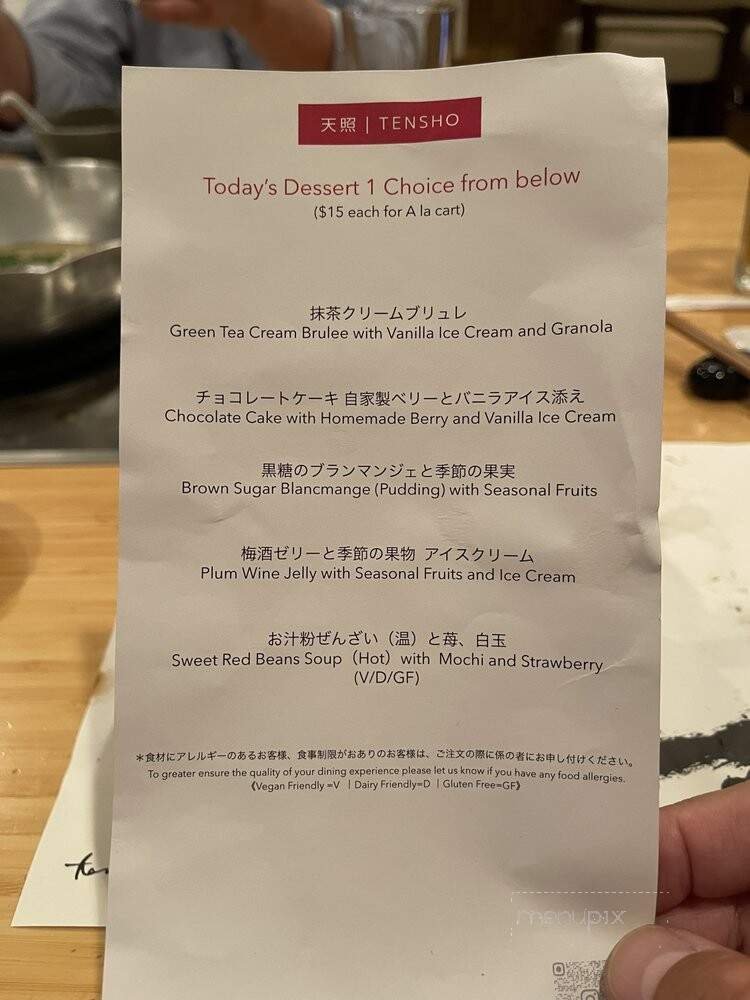 天照 | TENSHO
Today's Dessert 1 Choice from below
($15 each for A la cart)
抹茶クリームブリュレ
Green Tea Cream Brulee with Vanilla Ice Cream and Granola
チョコレートケーキ 自家製ベリーとバニラアイス添え
Chocolate Cake with Homemade Berry and Vanilla Ice Cream
黒糖のブランマンジェと季節の果実
Brown Sugar Blancmange (Pudding) with Seasonal Fruits
梅酒ゼリーと季節の果物 アイスクリーム
Plum Wine Jelly with Seasonal Fruits and Ice Cream
お汁粉ぜんざい（温）と苺、白玉
Sweet Red Beans Soup（Hot）with Mochi and Strawberry
(V/D/GF)
＊食材にアレルギーのあるお客様、食事制限がおありのお客様は、ご注文の際に係の者にお申し付けください。
To greater ensure the quality of your dining experience please let us know if you have any food allergies.
《Vegan Friendly =V ｜Dairy Friendly=D ｜Gluten Free=GF》
menupix